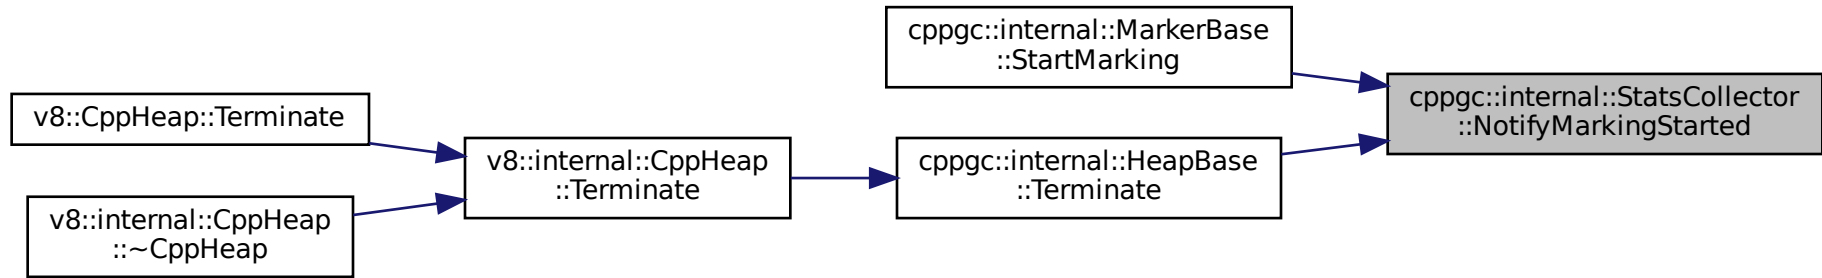 cppgc::internal::MarkerBase
::StartMarking
cppgc::internal::StatsCollector
::NotifyMarkingStarted
v8::CppHeap::Terminate
v8::internal::CppHeap
::Terminate
cppgc::internal::HeapBase
::Terminate
v8::internal::CppHeap
::~CppHeap